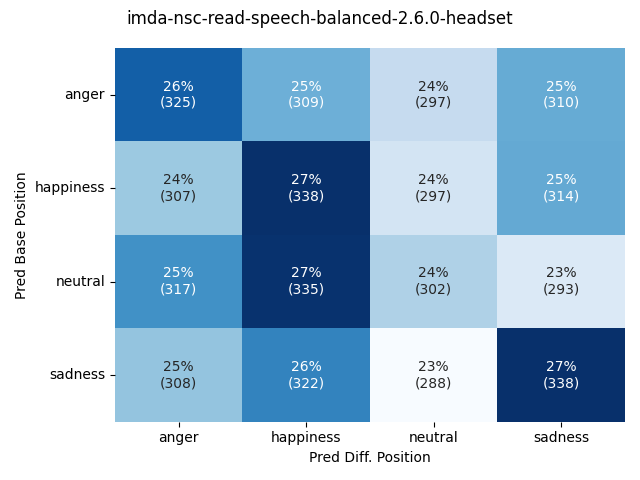 imda-nsc-read-speech-balanced-2.6.0-headset
Pred Base Position
anger
26%
(325)
25%
(309)
24%
(297)
25%
(310)
happiness
24%
(307)
27%
(338)
24%
(297)
25%
(314)
neutral
25%
(317)
27%
(335)
24%
(302)
23%
(293)
sadness
25%
(308)
26%
(322)
23%
(288)
27%
(338)
anger
happiness
neutral
sadness
Pred Diff. Position